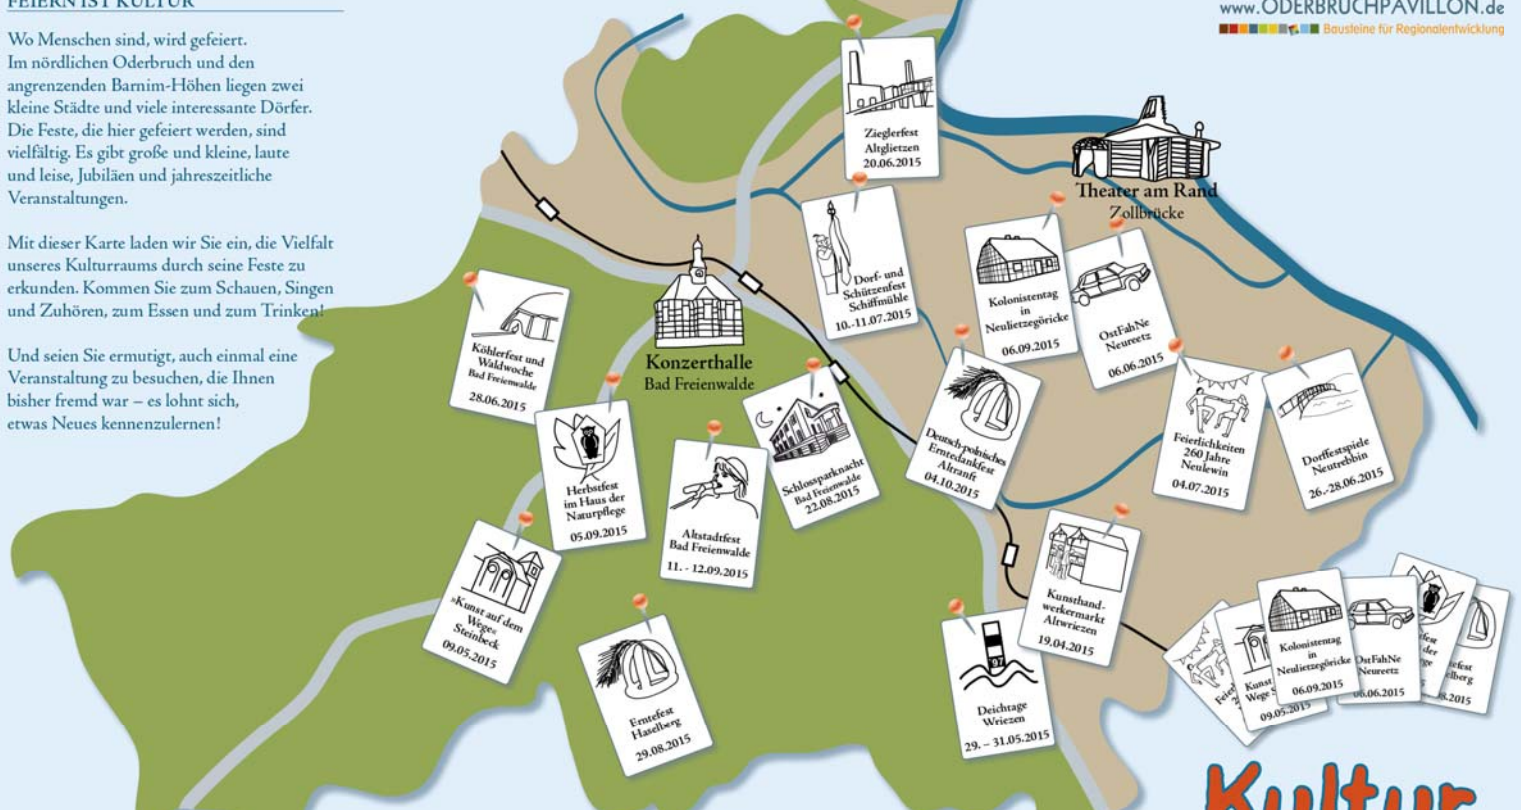 FEIERN IST KULTUR
Wo Menschen sind, wird gefeiert.
Im nördlichen Oderbruch und den
angrenzenden Barnim-Höhen liegen zwei
kleine Städte und viele interessante Dörfer.
Die Feste, die hier gefeiert werden, sind
vielfältig. Es gibt große und kleine, laute
und leise, Jubiläen und jahreszeitliche
Veranstaltungen.
Mit dieser Karte laden wir Sie ein, die Vielfalt
unseres Kulturraums durch seine Feste zu
erkunden. Kommen Sie zum Schauen, Singen
und Zuhören, zum Essen und zum Trinken!
Und seien Sie ermutigt, auch einmal eine
Veranstaltung zu besuchen, die Ihnen
bisher fremd war – es lohnt sich,
etwas Neues kennenzulernen!
www.ODERBRUCHPAVILLON.de
Bausteine für Regionalentwicklung
Zieglerfest
Altglietzen
20.06.2015
Theater am Rand
Zollbrücke
Dorf- und
Schützenfest
Schiffmühle
10.-11.07.2015
Kolonistentag
in
Neulietzegöricke
06.09.2015
OstFahNe
Neureetz
06.06.2015
Köhlerfest und
Waldwoche
Bad Freienwalde
28.06.2015
Konzerthalle
Bad Freienwalde
Herbstfest
im Haus der
Naturpflege
05.09.2015
Altstadtfest
Bad Freienwalde
11. - 12.09.2015
Schlossparknacht
Bad Freienwalde
22.08.2015
Deutsch-polnisches
Erntedankfest
Altranft
04.10.2015
Feierlichkeiten
260 Jahre
Neulewin
04.07.2015
Dorffestspiele
Neutrebbin
26.-28.06.2015
»Kunst auf dem
Wege«
Steinbeck
09.05.2015
Erntefest
Haselberg
29.08.2015
'97
Deichtage
Wriezen
29. – 31.05.2015
Kunsthand-
werkermarkt
Altwriezen
19.04.2015
Feier
Kunst
Wege S
09.05.2015
Kolonistentag
in
Neulietzegöricke
06.09.2015
OstFahNe
Neureetz
06.06.2015
fest
der
ge
tefest
elberg
08.2015
Kultur